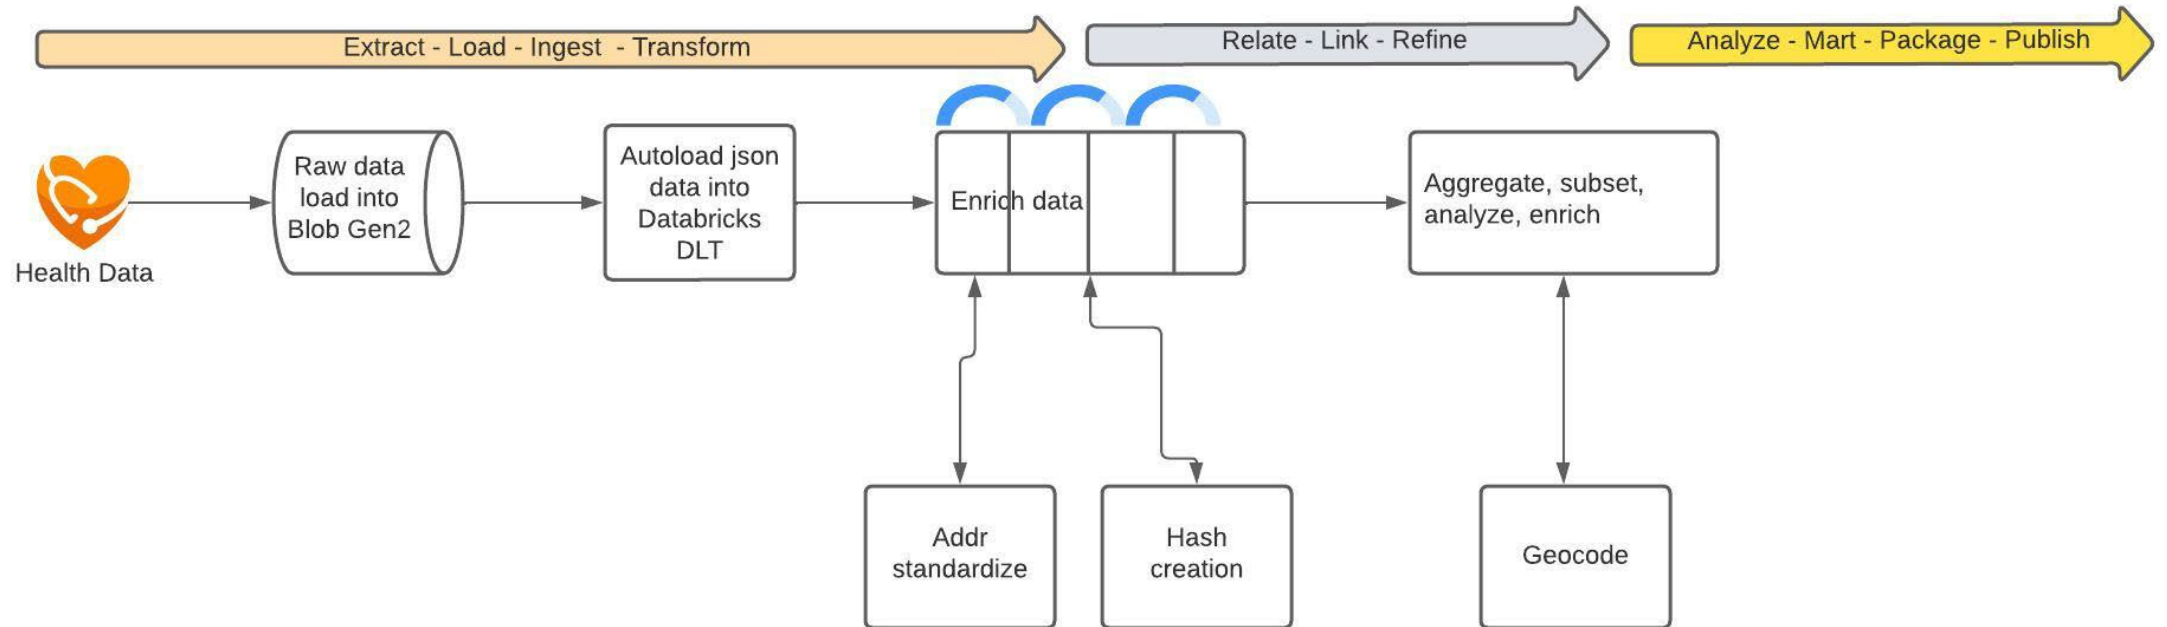 Extract - Load - Ingest - Transform
Relate - Link - Refine
Analyze - Mart - Package - Publish
Health Data
Raw data
load into
Blob Gen2
Autoload json
data into
Databricks
DLT
Enrich data
Aggregate, subset,
analyze, enrich
Addr
standardize
Hash
creation
Geocode